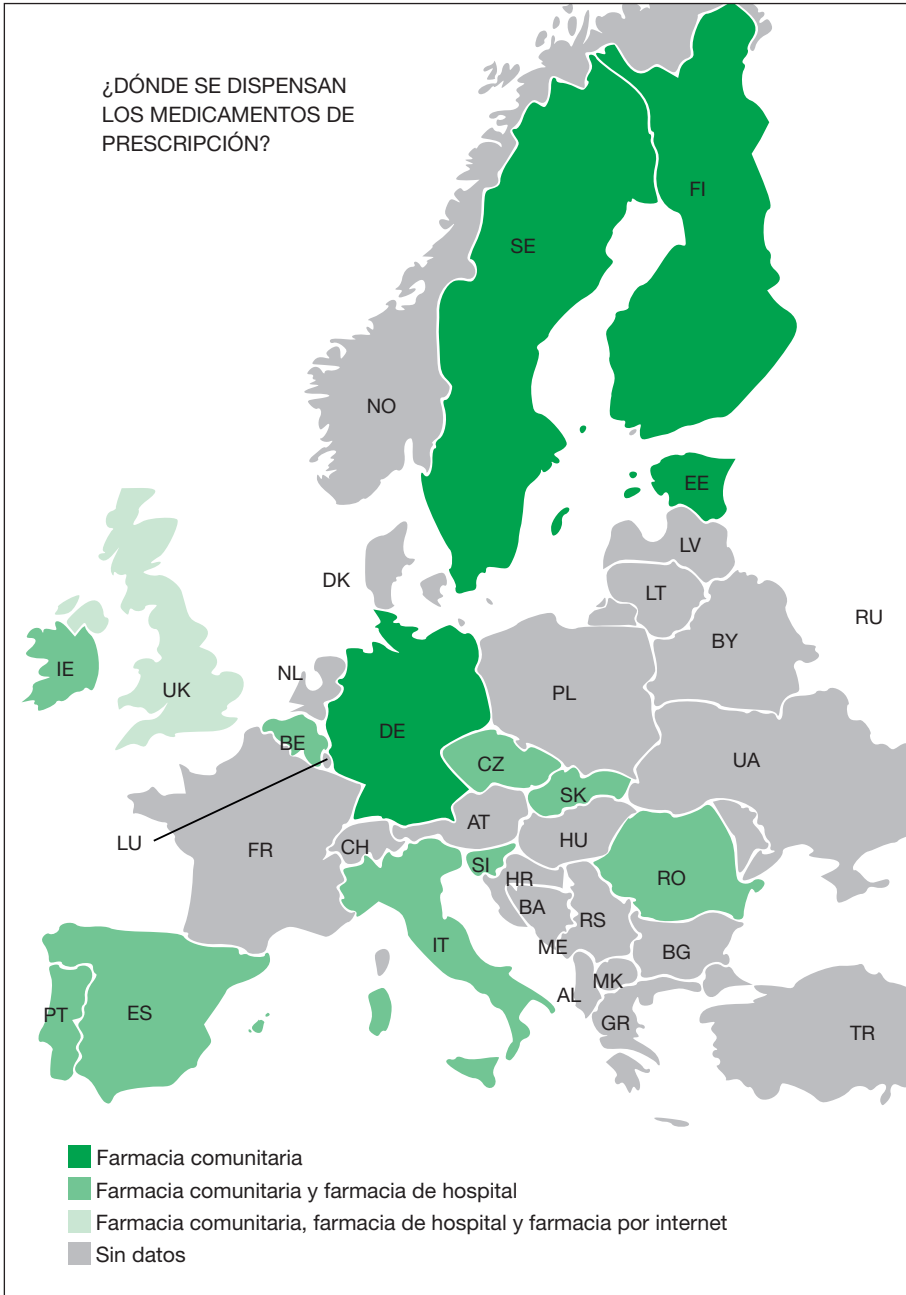 ¿DÓNDE SE DISPENSAN
LOS MEDICAMENTOS DE
PRESCRIPCIÓN?
FI
SE
NO
EE
LV
DK
LT
RU
BY
IE
NL
UK
PL
DE
BE
CZ
UA
SK
LU
AT
FR
CH
HU
SI
HR
RO
BA
RS
IT
ME
BG
MK
AL
PT
ES
GR
TR
Farmacia comunitaria
Farmacia comunitaria y farmacia de hospital
Farmacia comunitaria, farmacia de hospital y farmacia por internet
Sin datos